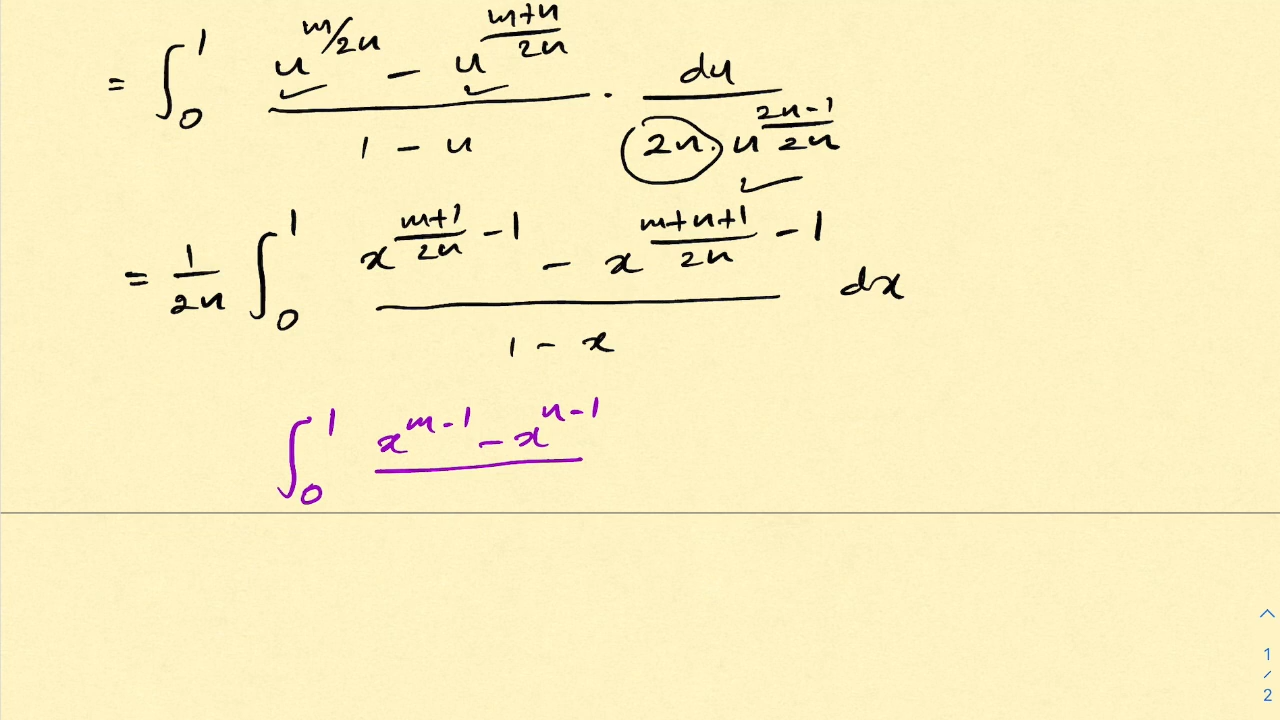 = ∫₀¹ (u^(m/2n) − u^((m+n)/2n)) / (1 − u) · du / (2n · u^((2n−1)/2n))
= 1/2n ∫₀¹ (x^((m+1)/2n − 1) − x^((m+n+1)/2n − 1)) / (1 − x) dx
∫₀¹ x^(m−1) − x^(n−1)
1
/
2